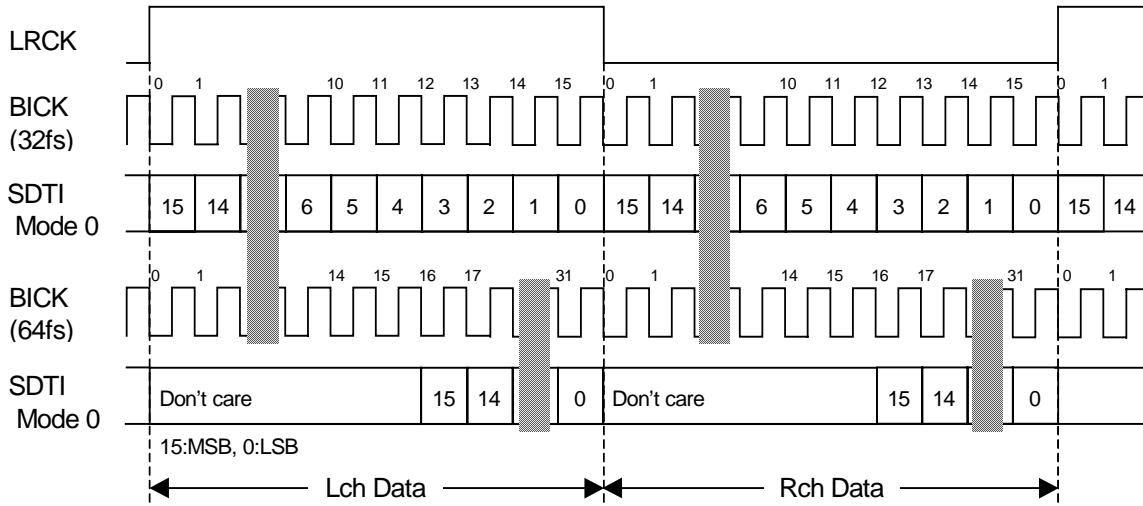 LRCK
0 1 10 11 12 13 14 15 0 1 10 11 12 13 14 15 0 1
BICK
(32fs)
SDTI
Mode 0
15 14 6 5 4 3 2 1 0 15 14 6 5 4 3 2 1 0 15 14
0 1 14 15 16 17 31 0 1 14 15 16 17 31 0 1
BICK
(64fs)
SDTI
Mode 0
Don't care 15 14 0 Don't care 15 14 0
15:MSB, 0:LSB
Lch Data Rch Data